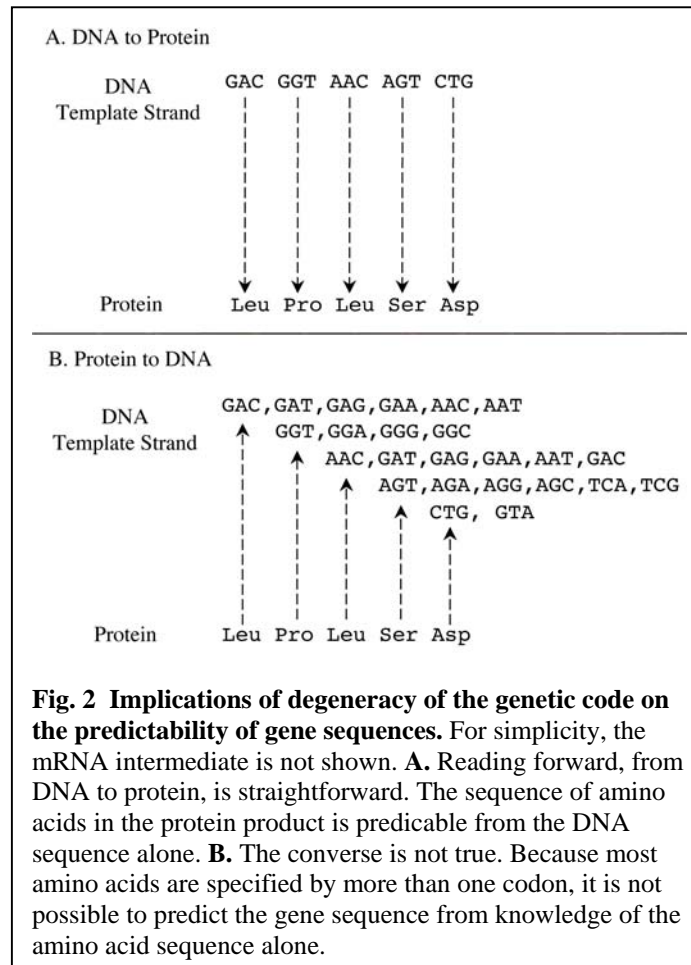 A. DNA to Protein
DNA
Template Strand
GAC GGT AAC AGT CTG
Protein
Leu Pro Leu Ser Asp
B. Protein to DNA
DNA
Template Strand
GAC,GAT,GAG,GAA,AAC,AAT
GGT,GGA,GGG,GGC
AAC,GAT,GAG,GAA,AAT,GAC
AGT,AGA,AGG,AGC,TCA,TCG
CTG, GTA
Protein
Leu Pro Leu Ser Asp
Fig. 2 Implications of degeneracy of the genetic code on
the predictability of gene sequences. For simplicity, the
mRNA intermediate is not shown. A. Reading forward, from
DNA to protein, is straightforward. The sequence of amino
acids in the protein product is predicable from the DNA
sequence alone. B. The converse is not true. Because most
amino acids are specified by more than one codon, it is not
possible to predict the gene sequence from knowledge of the
amino acid sequence alone.